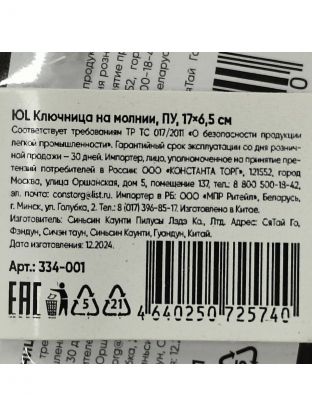 ЮL Ключница на молнии, ПУ, 17×6,5 см
Соответствует требованиям ТР ТС 017/2011 «О безопасности продукции
легкой промышленности». Гарантийный срок эксплуатации со дня рознич-
ной продажи – 30 дней. Импортер, лицо, уполномоченное на принятие пре-
тензий потребителей в России: ООО «КОНСТАНТА ТОРГ», 121552, город
Москва, улица Оршанская, дом 5, помещение 137, тел.: 8 800 500-18-42,
эл. почта: constorg@list.ru. Импортер в РБ: ООО «МПР Ритейл», Беларусь,
г. Минск, ул. Голубка, 2. Тел.: 8 (017) 396-85-17. Изготовлено в Китае.
Изготовитель: Синьсин Каунти Пилусы Лэдэ Ко., Лтд. Адрес: СяТай Го,
Фэндун, Сичэн таун, Синьсин Каунти, Гуандун, Китай.
Дата изготовления: 12.2024.
Арт.: 334-001
EAC 5 21
4 640250 725740